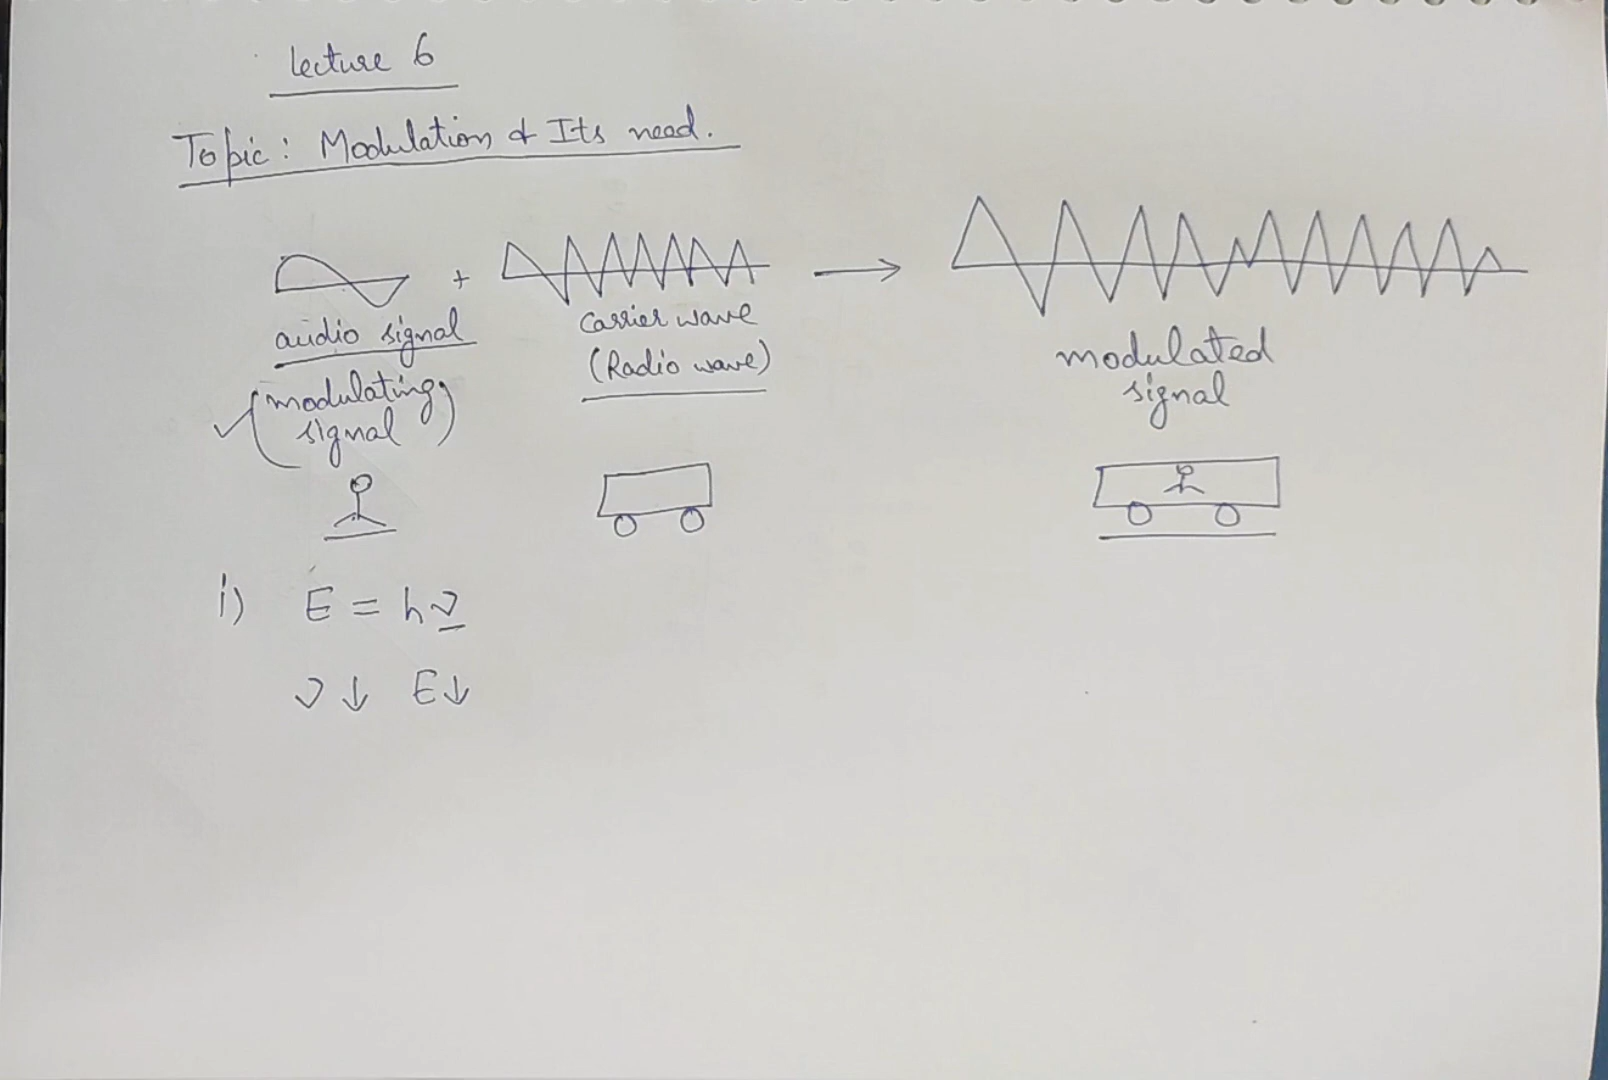 Lecture 6
Topic: Modulation & Its need.
+
audio signal
(modulating
signal)
carrier wave
(Radio wave)
modulated
signal
i) E = hν
ν ↓ E↓